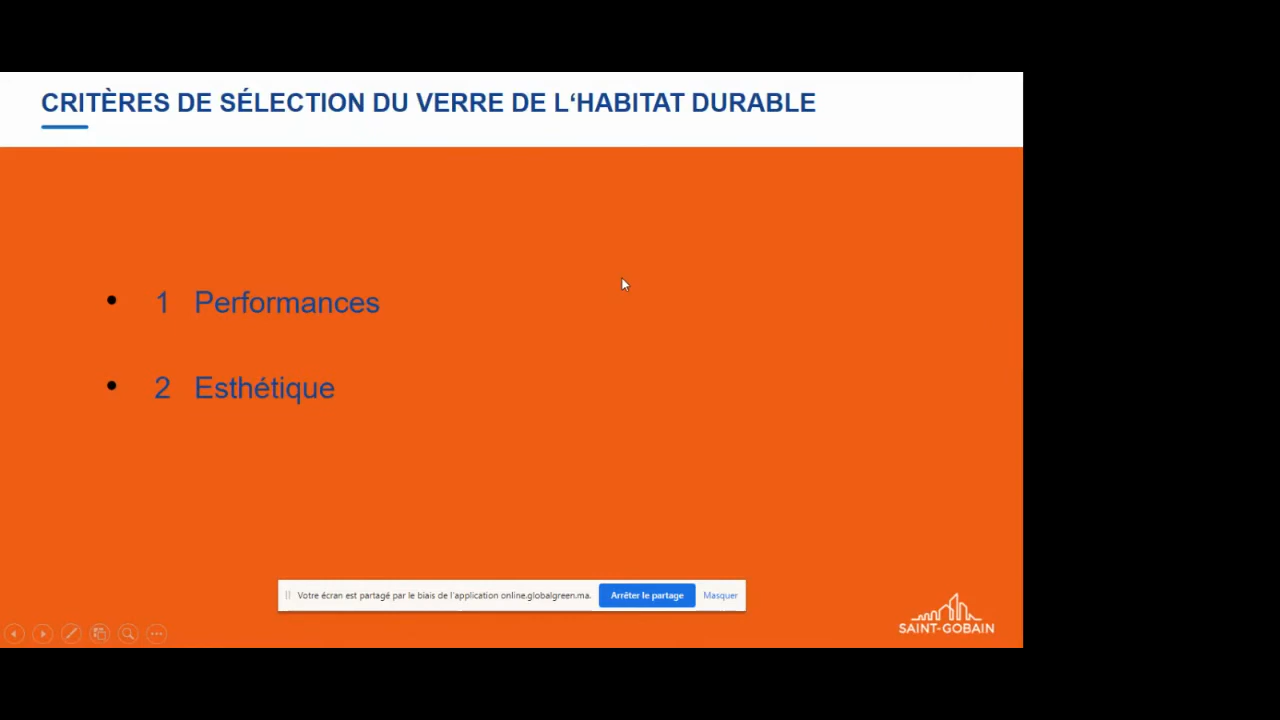 CRITÈRES DE SÉLECTION DU VERRE DE L‘HABITAT DURABLE
• 1 Performances
• 2 Esthétique
Votre écran est partagé par le biais de l'application online.globalgreen.ma. Arrêter le partage Masquer
SAINT-GOBAIN